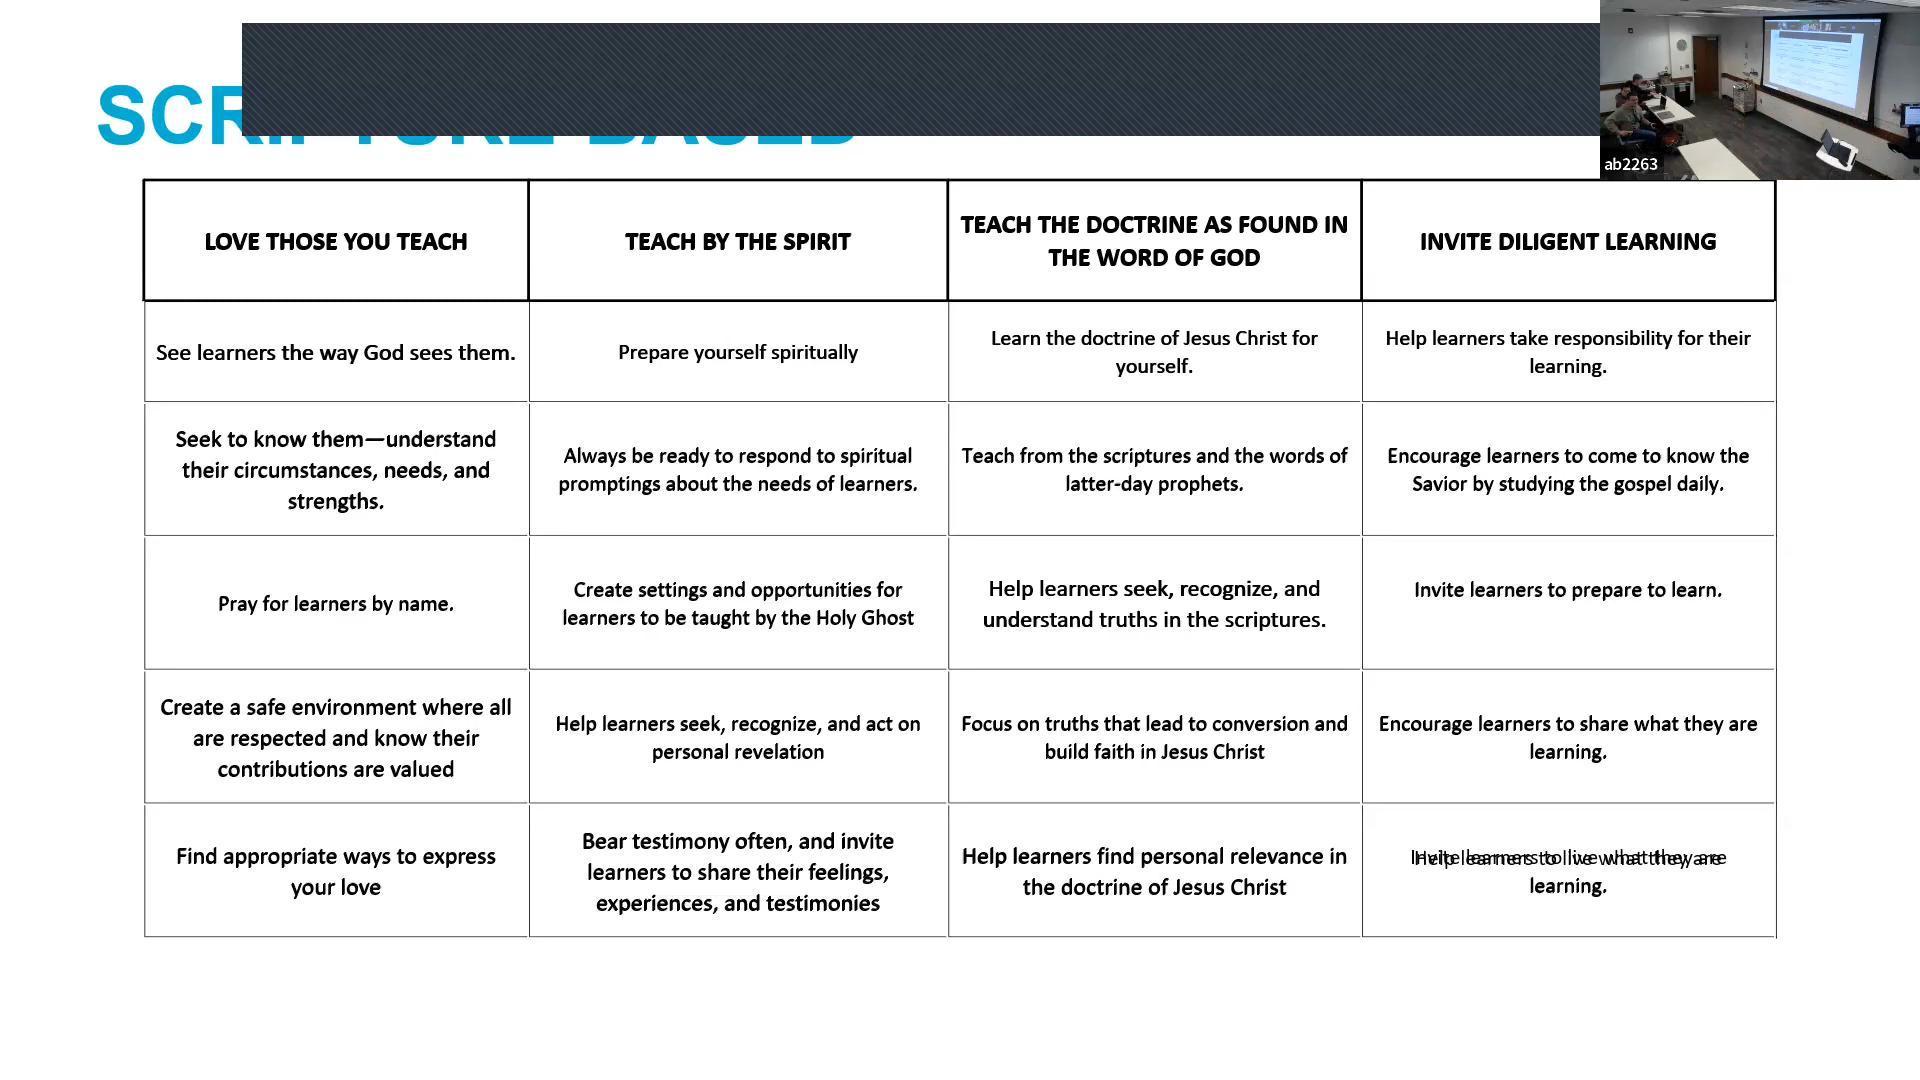 SCRIPTURE BASED
ab2263
LOVE THOSE YOU TEACH
TEACH BY THE SPIRIT
TEACH THE DOCTRINE AS FOUND IN
THE WORD OF GOD
INVITE DILIGENT LEARNING
See learners the way God sees them.
Prepare yourself spiritually
Learn the doctrine of Jesus Christ for
yourself.
Help learners take responsibility for their
learning.
Seek to know them—understand
their circumstances, needs, and
strengths.
Always be ready to respond to spiritual
promptings about the needs of learners.
Teach from the scriptures and the words of
latter-day prophets.
Encourage learners to come to know the
Savior by studying the gospel daily.
Pray for learners by name.
Create settings and opportunities for
learners to be taught by the Holy Ghost
Help learners seek, recognize, and
understand truths in the scriptures.
Invite learners to prepare to learn.
Create a safe environment where all
are respected and know their
contributions are valued
Help learners seek, recognize, and act on
personal revelation
Focus on truths that lead to conversion and
build faith in Jesus Christ
Encourage learners to share what they are
learning.
Find appropriate ways to express
your love
Bear testimony often, and invite
learners to share their feelings,
experiences, and testimonies
Help learners find personal relevance in
the doctrine of Jesus Christ
learners to live what they are
learning.